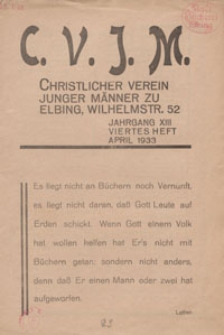 C. V. J. M.
CHRISTLICHER VEREIN
JUNGER MÄNNER ZU
ELBING, WILHELMSTR. 52
JAHRGANG XIII
VIERTES HEFT
APRIL 1933
Es liegt nicht an Büchern noch Vernunft,
es liegt nicht daran, daß Gott Leute auf
Erden schickt. Wenn Gott einem Volk
hat wollen helfen hat Er's nicht mit
Büchern getan; sondern nicht anders,
denn daß Er einen Mann oder zwei hat
aufgeworfen.
Luther.